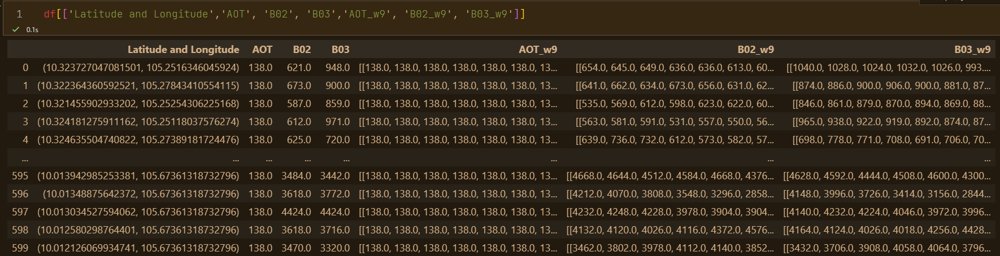 1 df[['Latitude and Longitude','AOT', 'B02', 'B03','AOT_w9', 'B02_w9', 'B03_w9']]
0.1s
Latitude and Longitude AOT B02 B03 AOT_w9 B02_w9 B03_w9
0 (10.323727047081501, 105.2516346045924) 138.0 621.0 948.0 [[138.0, 138.0, 138.0, 138.0, 138.0, 138.0, 13... [[654.0, 645.0, 649.0, 636.0, 636.0, 613.0, 60... [[1040.0, 1028.0, 1024.0, 1032.0, 1026.0, 993....
1 (10.322364360592521, 105.27843410554115) 138.0 673.0 900.0 [[138.0, 138.0, 138.0, 138.0, 138.0, 138.0, 13... [[641.0, 662.0, 634.0, 673.0, 656.0, 631.0, 62... [[874.0, 886.0, 900.0, 906.0, 900.0, 881.0, 87...
2 (10.321455902933202, 105.25254306225168) 138.0 587.0 859.0 [[138.0, 138.0, 138.0, 138.0, 138.0, 138.0, 13... [[535.0, 569.0, 612.0, 598.0, 623.0, 622.0, 60... [[846.0, 861.0, 879.0, 870.0, 894.0, 869.0, 88...
3 (10.324181275911162, 105.25118037576274) 138.0 612.0 971.0 [[138.0, 138.0, 138.0, 138.0, 138.0, 138.0, 13... [[563.0, 581.0, 591.0, 531.0, 557.0, 550.0, 56... [[965.0, 938.0, 922.0, 919.0, 892.0, 874.0, 87...
4 (10.324635504740822, 105.27389181724476) 138.0 625.0 720.0 [[138.0, 138.0, 138.0, 138.0, 138.0, 138.0, 13... [[639.0, 736.0, 732.0, 612.0, 573.0, 582.0, 57... [[698.0, 778.0, 771.0, 708.0, 691.0, 706.0, 70...
... ... ... ... ... ... ... ...
595 (10.013942985253381, 105.67361318732796) 138.0 3484.0 3442.0 [[138.0, 138.0, 138.0, 138.0, 138.0, 138.0, 13... [[4668.0, 4644.0, 4512.0, 4584.0, 4668.0, 4376... [[4628.0, 4592.0, 4444.0, 4508.0, 4600.0, 4300...
596 (10.01348875642372, 105.67361318732796) 138.0 3618.0 3772.0 [[138.0, 138.0, 138.0, 138.0, 138.0, 138.0, 13... [[4212.0, 4070.0, 3808.0, 3548.0, 3296.0, 2858... [[4148.0, 3996.0, 3726.0, 3414.0, 3156.0, 2844...
597 (10.013034527594062, 105.67361318732796) 138.0 4424.0 4424.0 [[138.0, 138.0, 138.0, 138.0, 138.0, 138.0, 13... [[4232.0, 4248.0, 4228.0, 3978.0, 3904.0, 3904... [[4140.0, 4232.0, 4224.0, 4046.0, 3972.0, 3996...
598 (10.012580298764401, 105.67361318732796) 138.0 3618.0 3716.0 [[138.0, 138.0, 138.0, 138.0, 138.0, 138.0, 13... [[4132.0, 4120.0, 4026.0, 4116.0, 4372.0, 4576... [[4164.0, 4124.0, 4026.0, 4018.0, 4256.0, 4428...
599 (10.012126069934741, 105.67361318732796) 138.0 3470.0 3320.0 [[138.0, 138.0, 138.0, 138.0, 138.0, 138.0, 13... [[3462.0, 3802.0, 3978.0, 4112.0, 4140.0, 3852... [[3432.0, 3706.0, 3908.0, 4058.0, 4064.0, 3796...